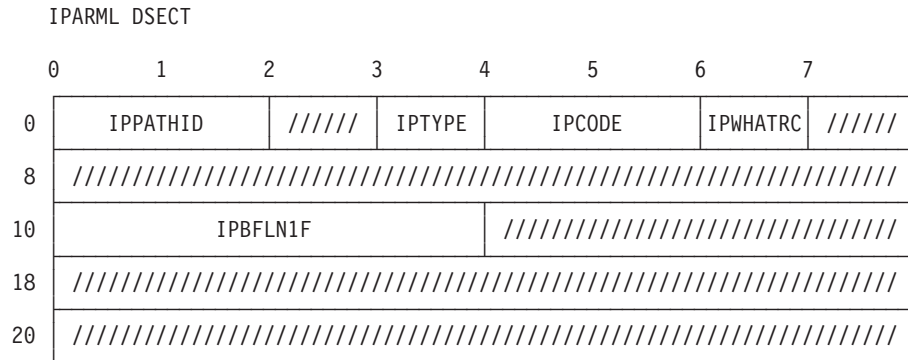 IPARML DSECT
0 1 2 3 4 5 6 7
0 IPPATHID ////// IPTYPE IPCODE IPWHATRC //////
8 ////////////////////////////////////////////////////////////////////
10 IPBFLN1F /////////////////////////////////
18 ////////////////////////////////////////////////////////////////////
20 ////////////////////////////////////////////////////////////////////